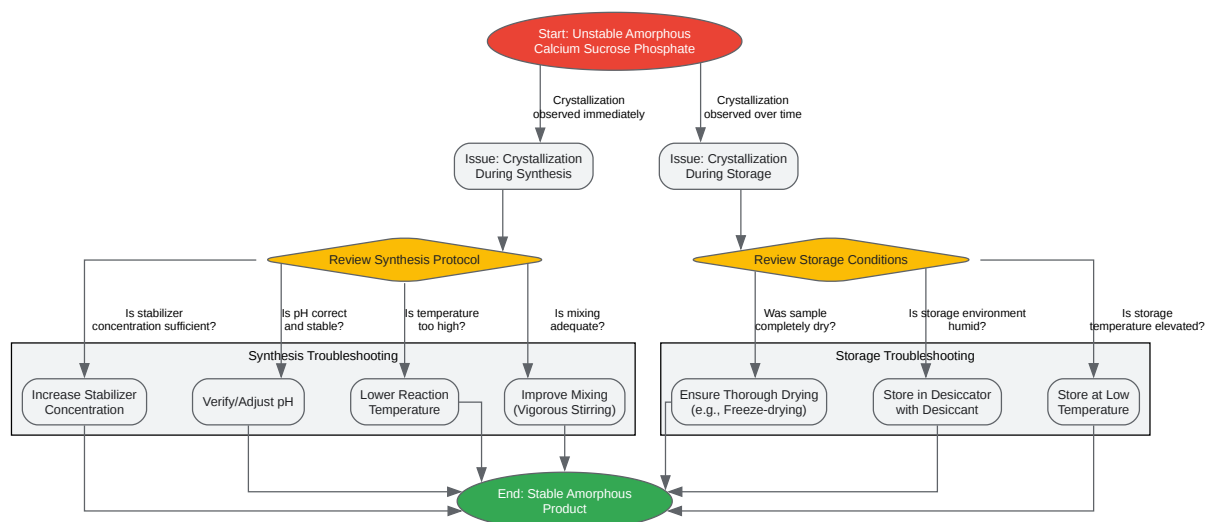 Start: Unstable Amorphous
Calcium Sucrose Phosphate
Crystallization
observed immediately
Crystallization
observed over time
Issue: Crystallization
During Synthesis
Issue: Crystallization
During Storage
Review Synthesis Protocol
Review Storage Conditions
Is stabilizer
concentration sufficient?
Is pH correct
and stable?
Is temperature
too high?
Is mixing
adequate?
Was sample
completely dry?
Is storage environment
humid?
Is storage
temperature elevated?
Synthesis Troubleshooting
Storage Troubleshooting
Increase Stabilizer
Concentration
Verify/Adjust pH
Lower Reaction
Temperature
Improve Mixing
(Vigorous Stirring)
Ensure Thorough Drying
(e.g., Freeze-drying)
Store in Desiccator
with Desiccant
Store at Low
Temperature
End: Stable Amorphous
Product